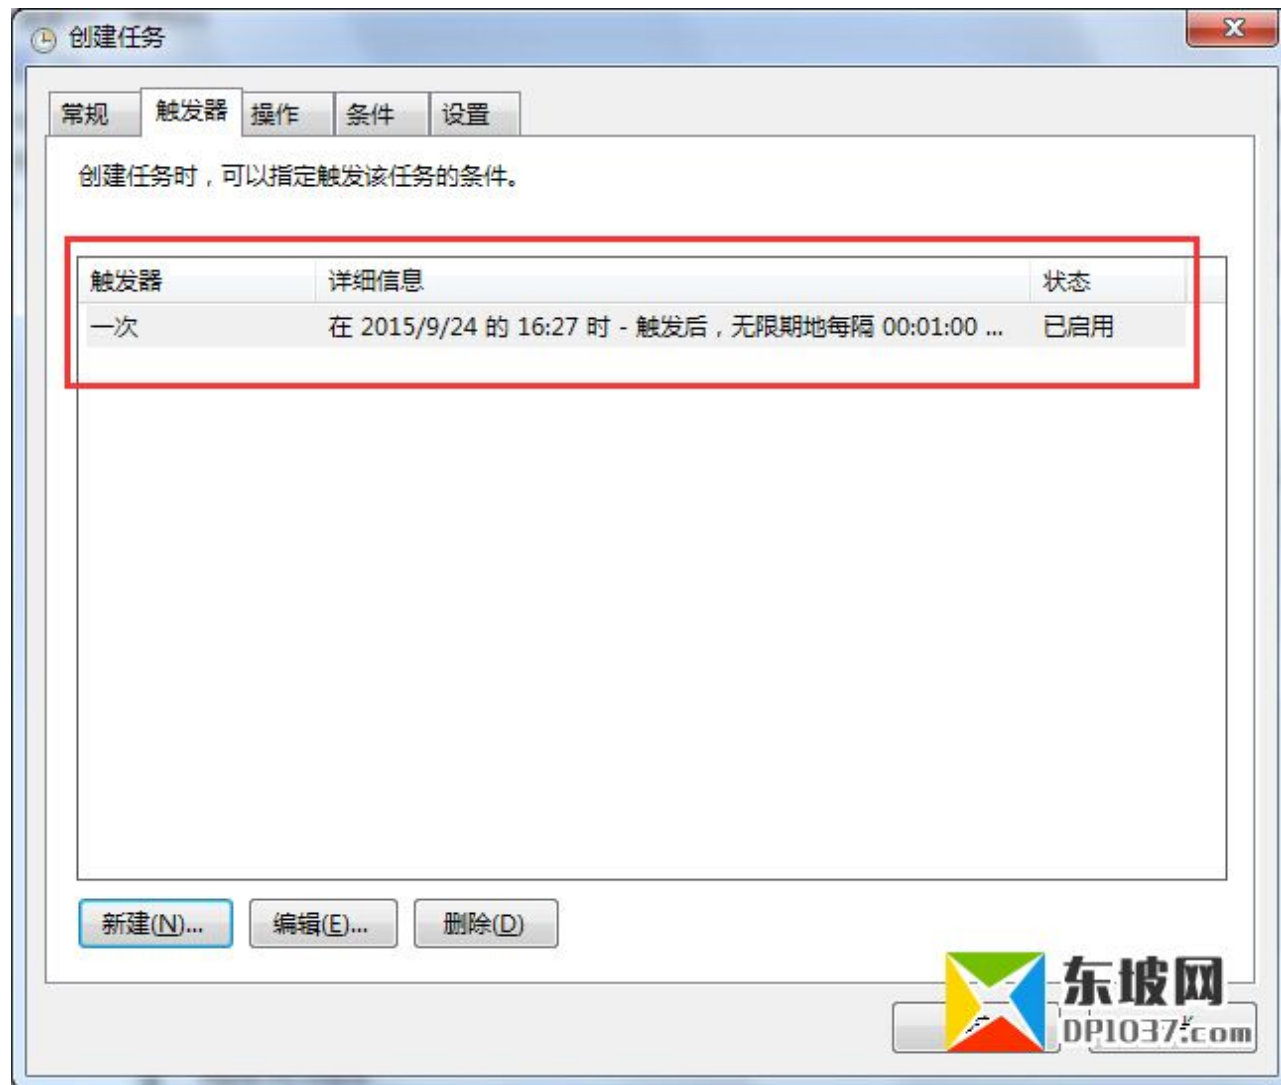 创建任务
常规 触发器 操作 条件 设置
创建任务时，可以指定触发该任务的条件。
触发器 详细信息 状态
一次 在 2015/9/24 的 16:27 时 - 触发后，无限期地每隔 00:01:00 ... 已启用
新建(N)... 编辑(E)... 删除(D)
东坡网
DP1037.com